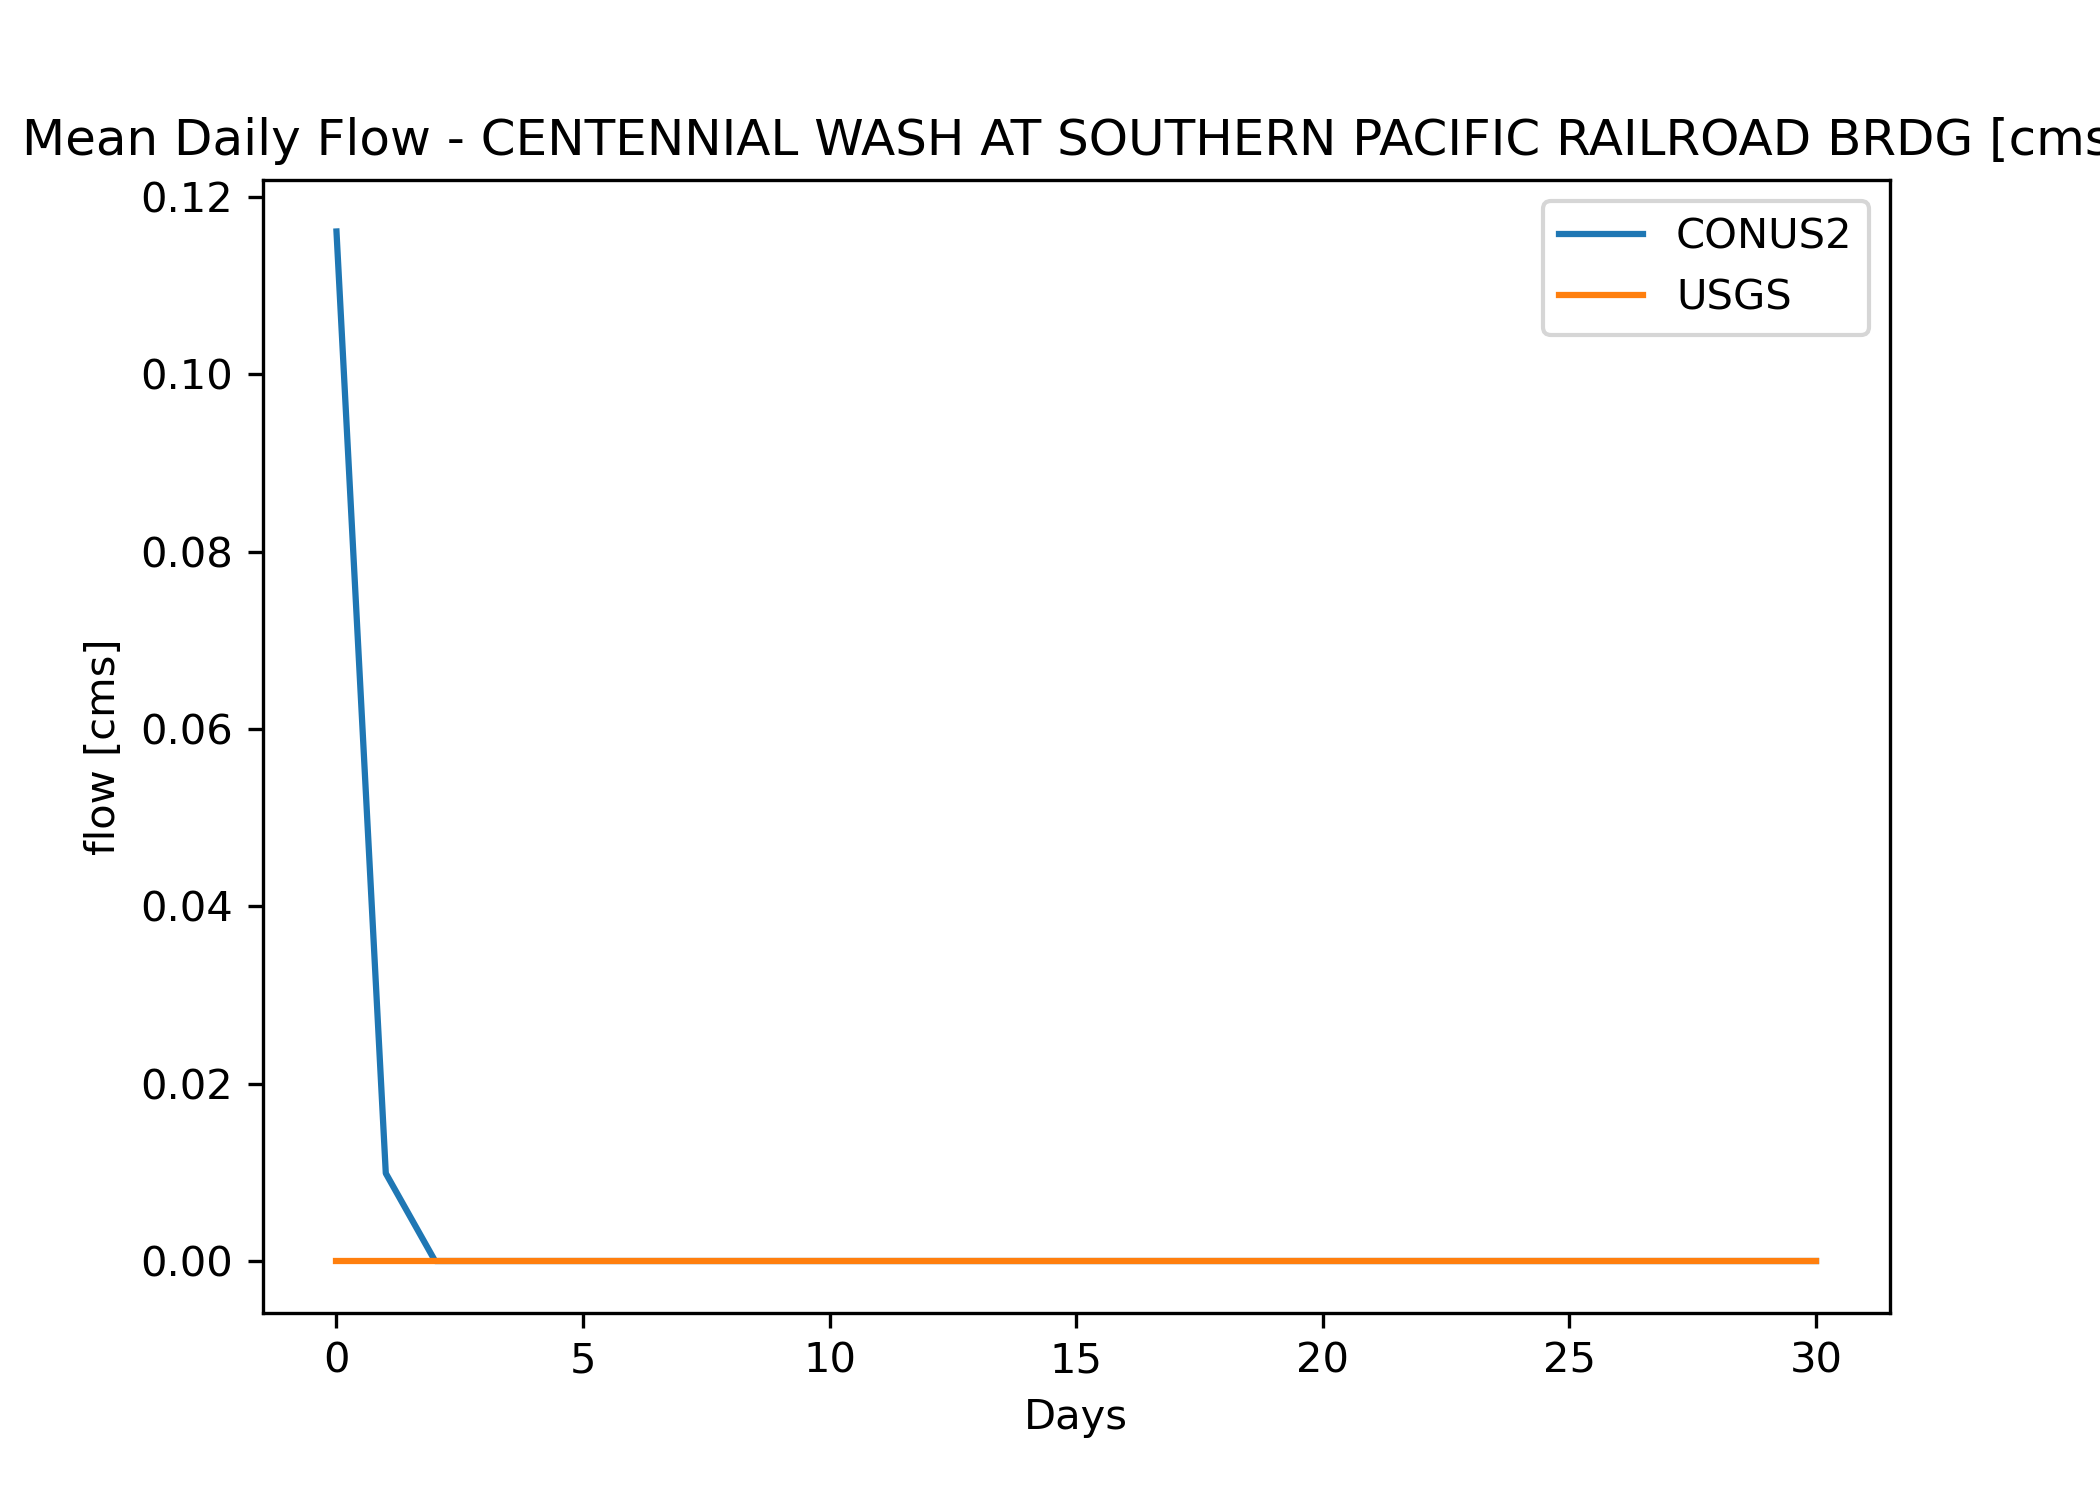 Mean Daily Flow - CENTENNIAL WASH AT SOUTHERN PACIFIC RAILROAD BRDG [cms
CONUS2
USGS
flow [cms]
0.12
0.10
0.08
0.06
0.04
0.02
0.00
0 5 10 15 20 25 30
Days